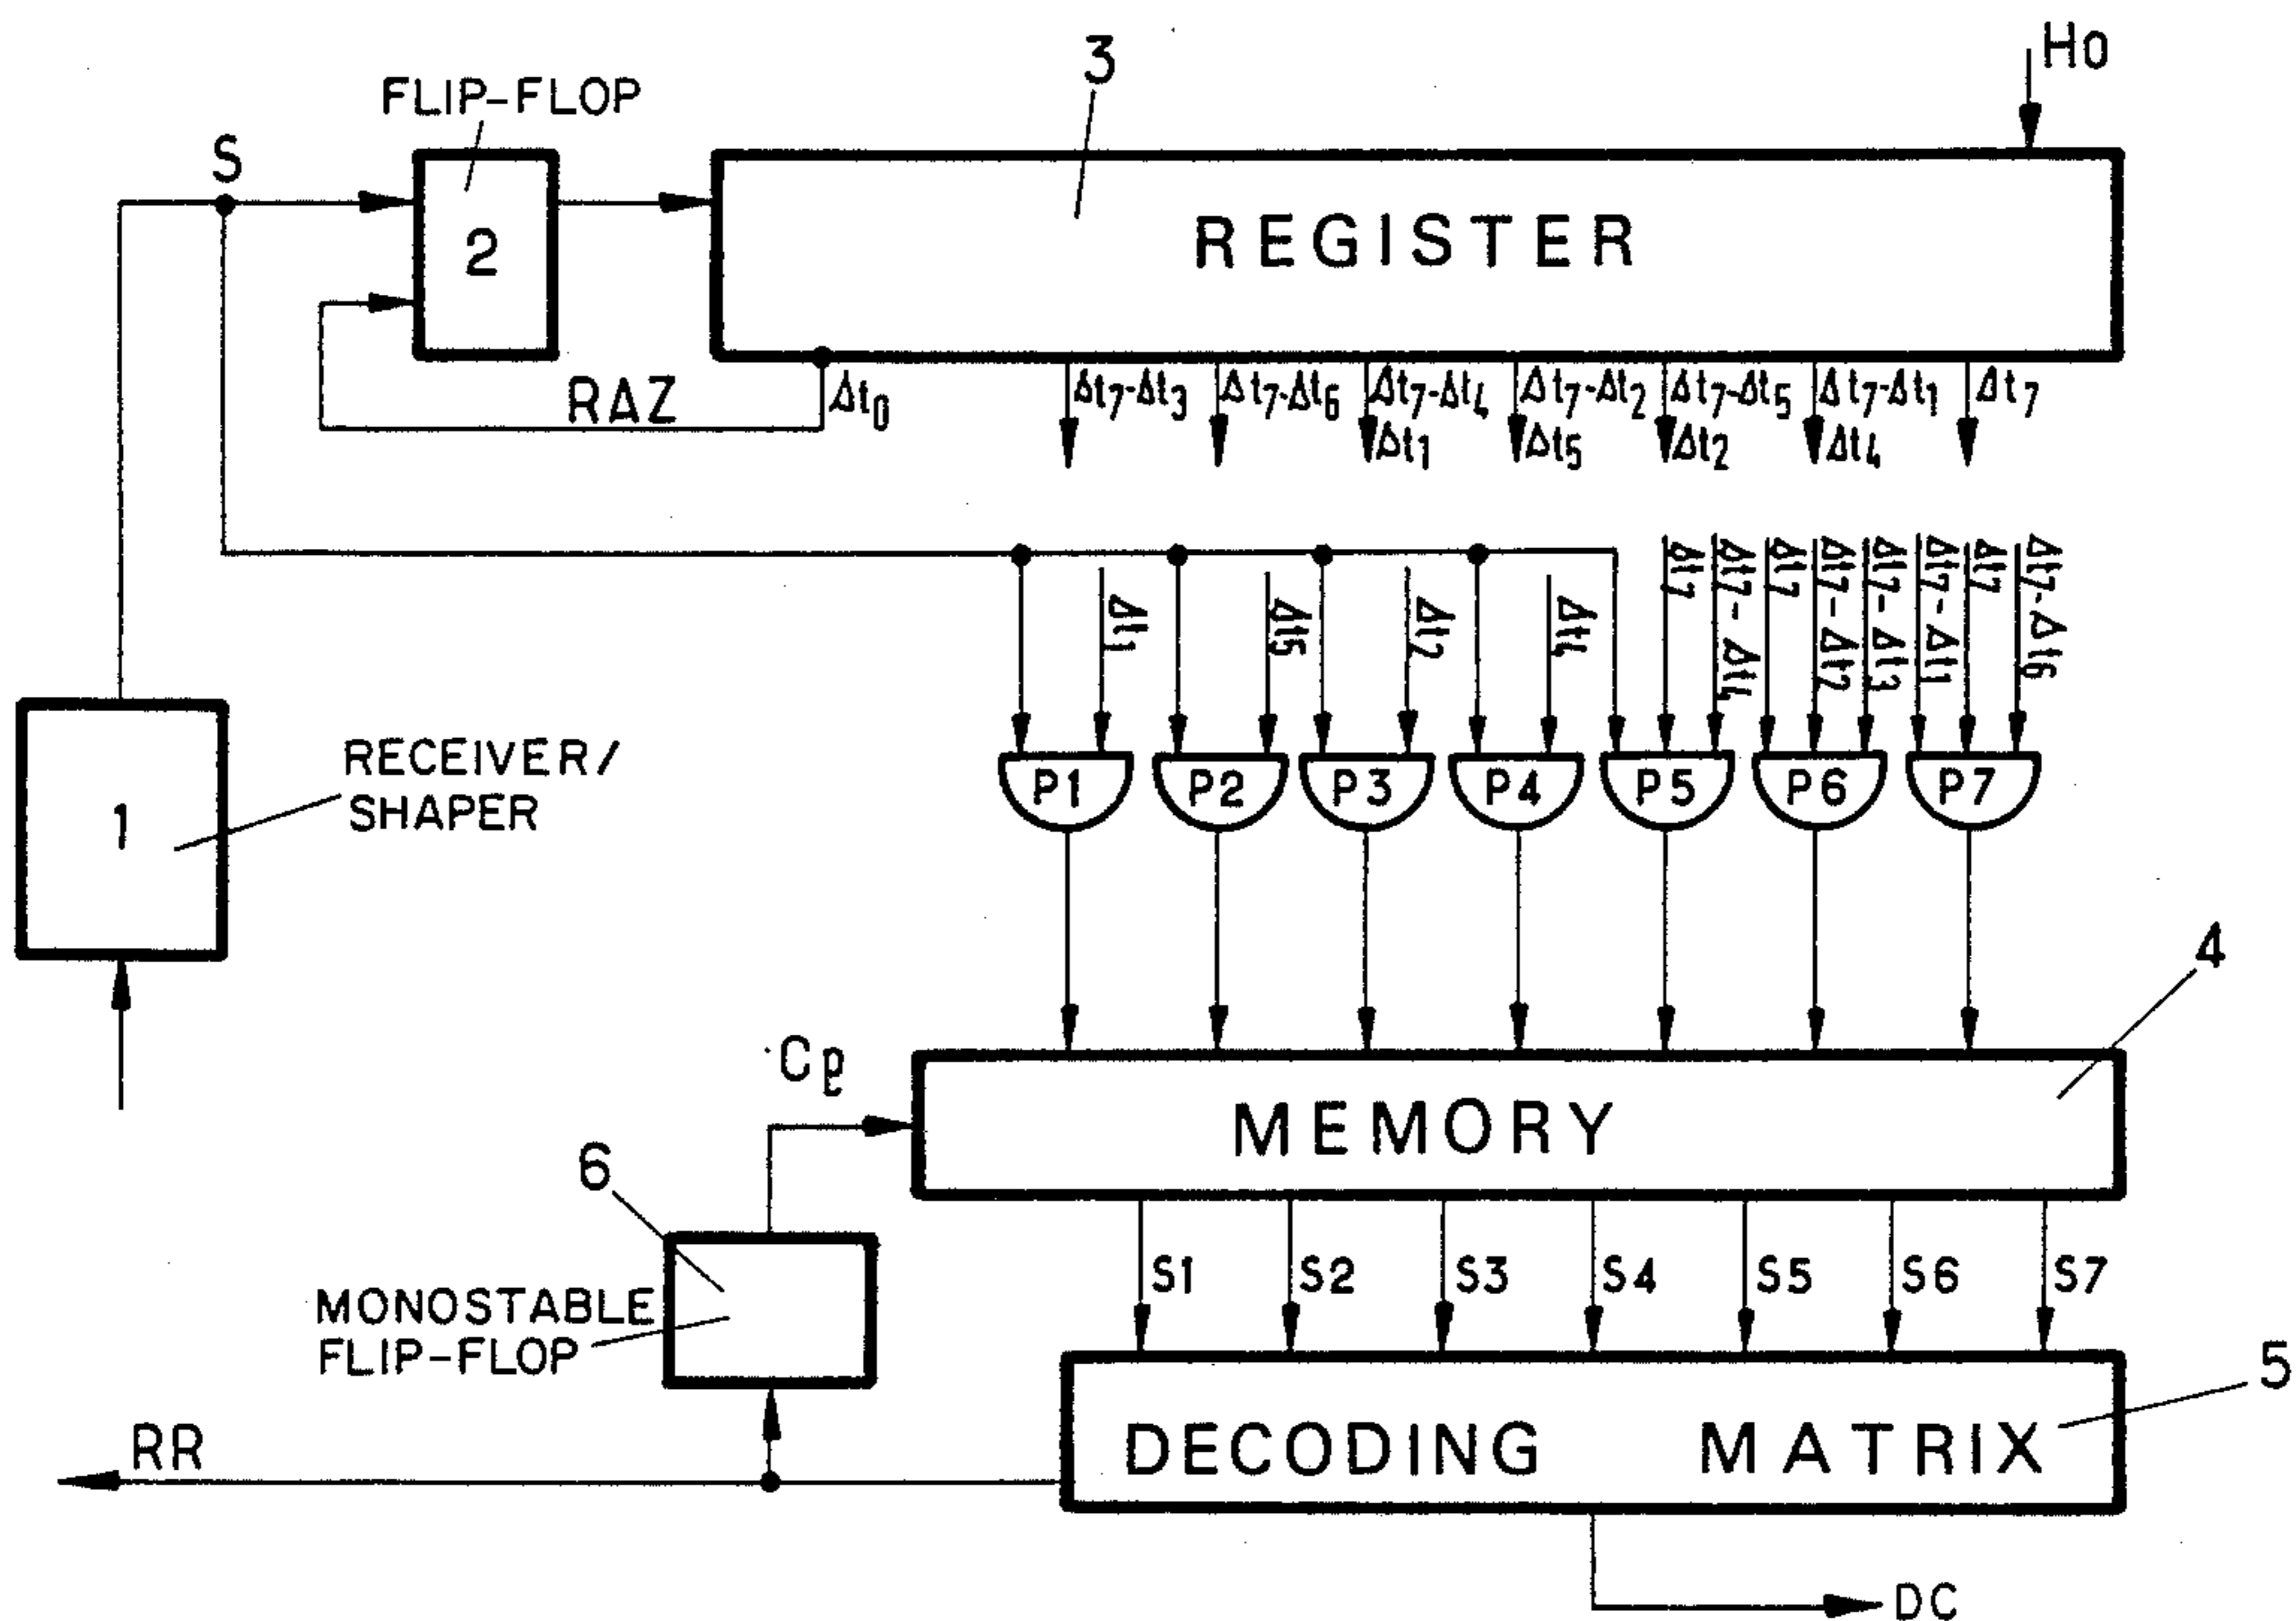 3
Ho
FLIP-FLOP
S
2
REGISTER
RAZ
Δt0
Δt7-Δt3
Δt7-Δt6
Δt7-Δt4
Δt1
Δt7-Δt2
Δt5
Δt7-Δt5
Δt2
Δt7-Δt1
Δt4
Δt7
Δt1
Δt5
Δt2
Δt4
Δt7
Δt7-Δt4
Δt7
Δt7-Δt2
Δt7-Δt3
Δt7-Δt1
Δt7
Δt7-Δt6
RECEIVER/
SHAPER
1
P1
P2
P3
P4
P5
P6
P7
4
MEMORY
6
MONOSTABLE
FLIP-FLOP
S1
S2
S3
S4
S5
S6
S7
5
DECODING MATRIX
RR
DC